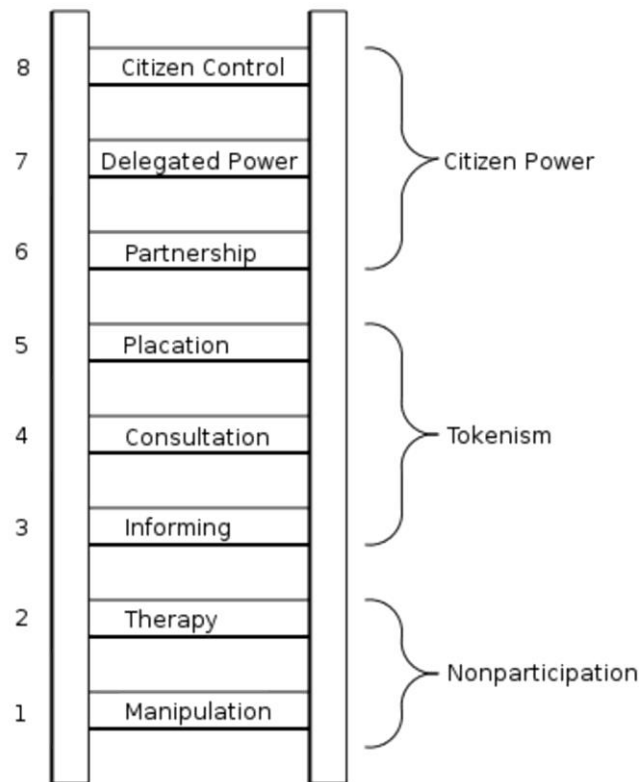 8 Citizen Control
7 Delegated Power Citizen Power
6 Partnership
5 Placation
4 Consultation Tokenism
3 Informing
2 Therapy
Nonparticipation
1 Manipulation